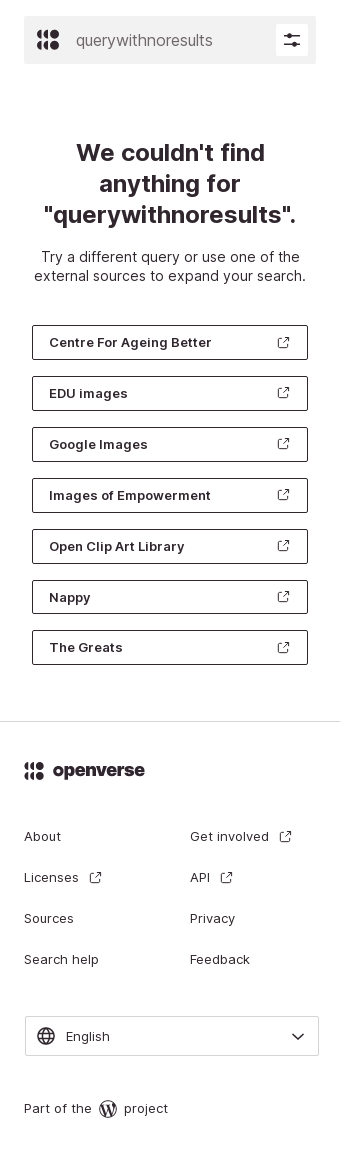 querywithnoresults
We couldn't find
anything for
"querywithnoresults".
Try a different query or use one of the
external sources to expand your search.
Centre For Ageing Better
EDU images
Google Images
Images of Empowerment
Open Clip Art Library
Nappy
The Greats
openverse
About
Get involved
Licenses
API
Sources
Privacy
Search help
Feedback
English
Part of the project